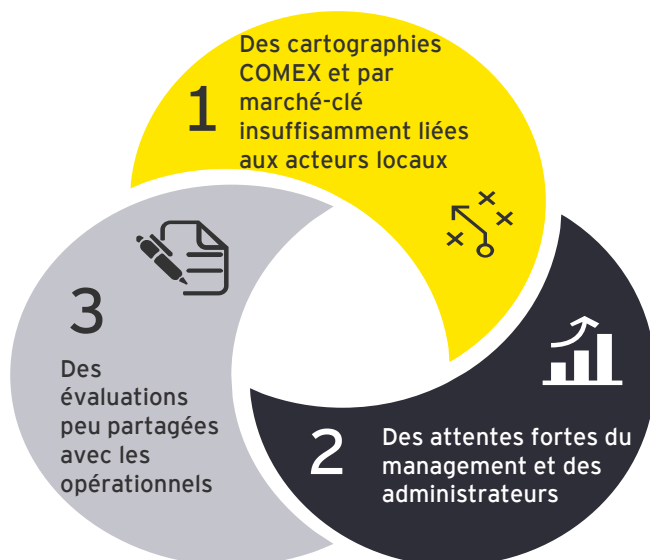 1
Des cartographies
COMEX et par
marché-clé
insuffisamment liées
aux acteurs locaux
2
Des attentes fortes du
management et des
administrateurs
3
Des
évaluations
peu partagées
avec les
opérationnels